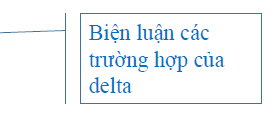 Biện luận các
trường hợp của
delta